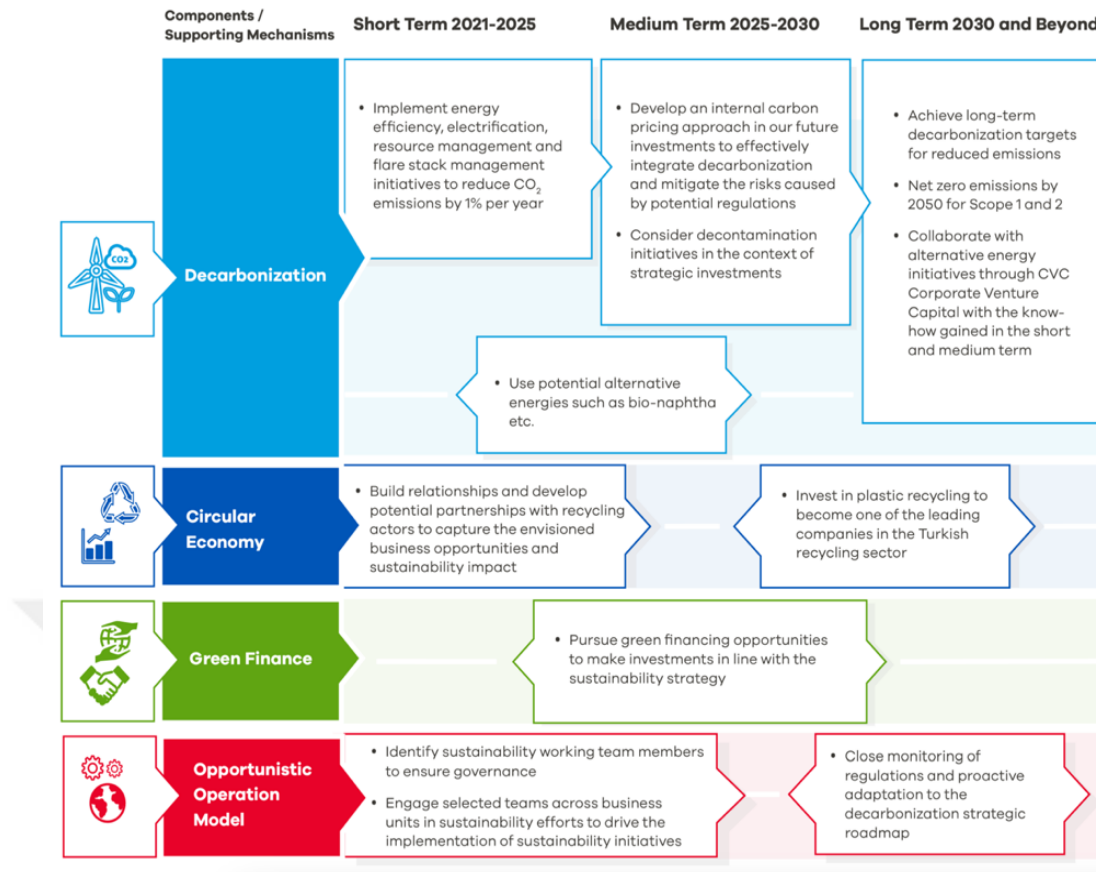 Components /
Supporting Mechanisms
Short Term 2021-2025
Medium Term 2025-2030
Long Term 2030 and Beyond
CO2
Decarbonization
• Implement energy
efficiency, electrification,
resource management and
flare stack management
initiatives to reduce CO₂
emissions by 1% per year
• Develop an internal carbon
pricing approach in our future
investments to effectively
integrate decarbonization
and mitigate the risks caused
by potential regulations
• Consider decontamination
initiatives in the context of
strategic investments
• Achieve long-term
decarbonization targets
for reduced emissions
• Net zero emissions by
2050 for Scope 1 and 2
• Collaborate with
alternative energy
initiatives through CVC
Corporate Venture
Capital with the know-
how gained in the short
and medium term
• Use potential alternative
energies such as bio-naphtha
etc.
Circular
Economy
• Build relationships and develop
potential partnerships with recycling
actors to capture the envisioned
business opportunities and
sustainability impact
• Invest in plastic recycling to
become one of the leading
companies in the Turkish
recycling sector
Green Finance
• Pursue green financing opportunities
to make investments in line with the
sustainability strategy
Opportunistic
Operation
Model
• Identify sustainability working team members
to ensure governance
• Engage selected teams across business
units in sustainability efforts to drive the
implementation of sustainability initiatives
• Close monitoring of
regulations and proactive
adaptation to the
decarbonization strategic
roadmap